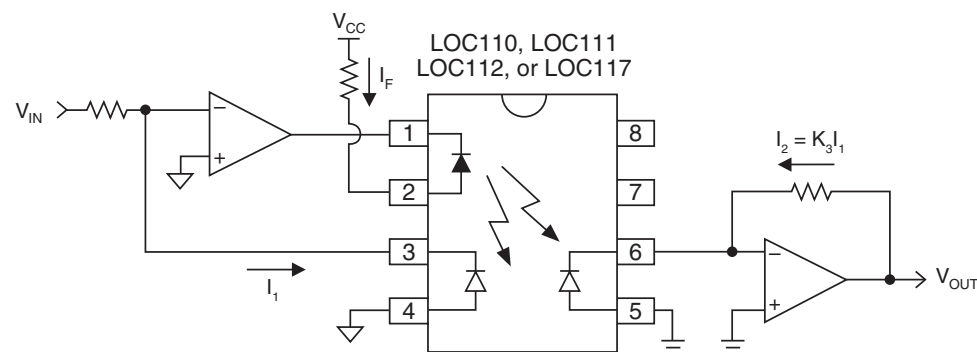 V_CC
LOC110, LOC111
LOC112, or LOC117
I_F
V_IN
−
+
1
2
3
4
8
7
6
5
I_1
I_2 = K_3I_1
−
+
V_OUT